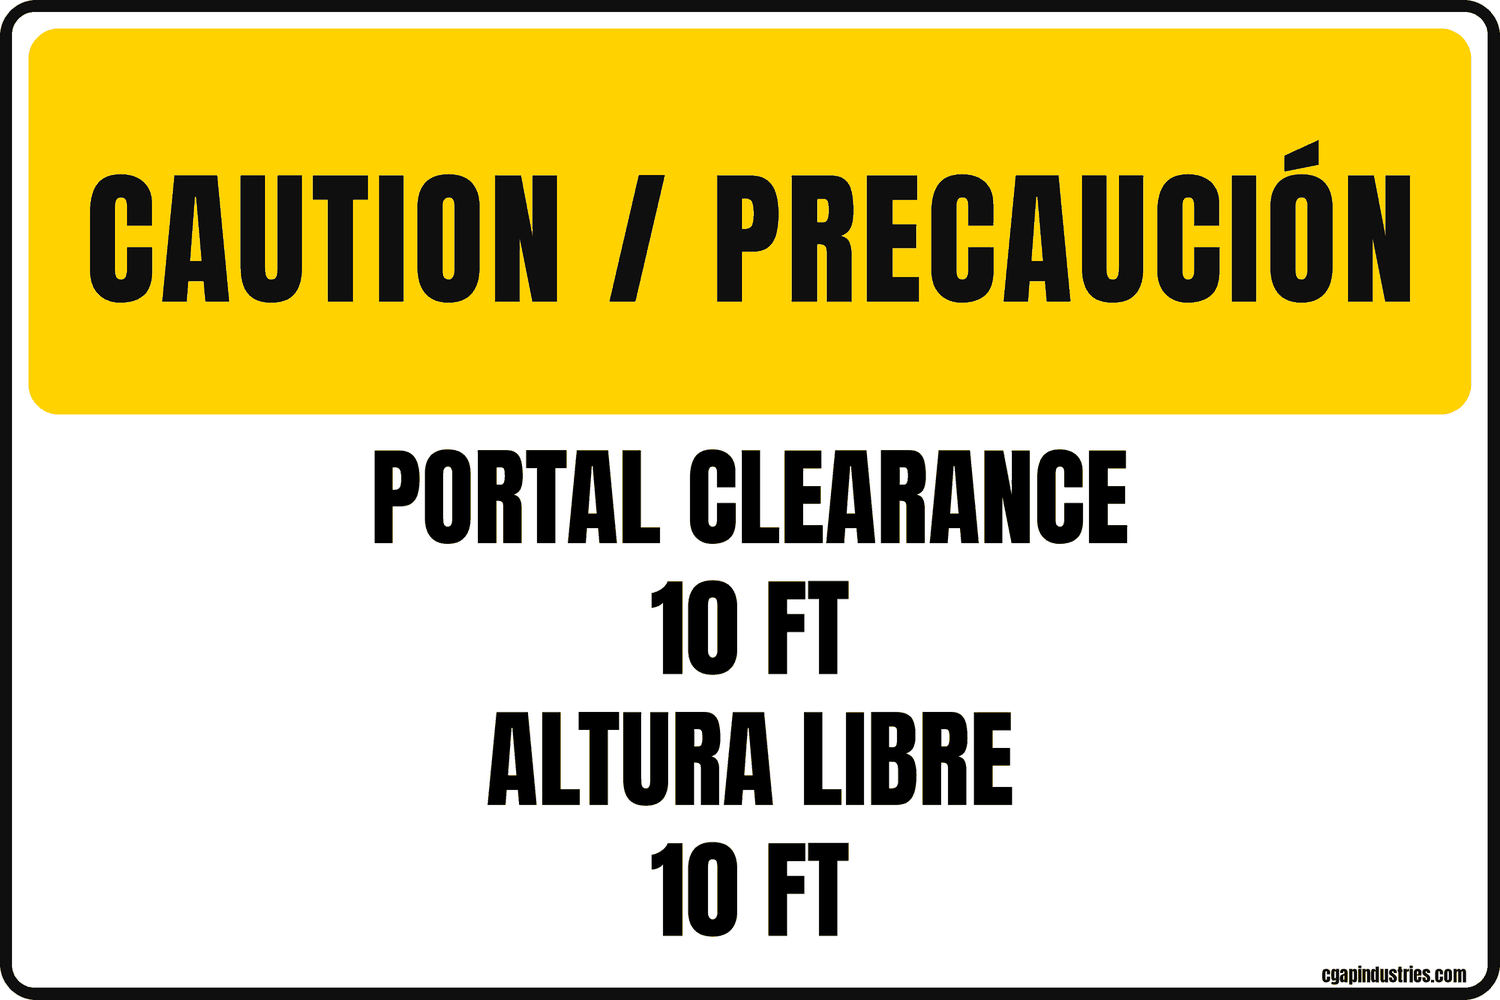 CAUTION / PRECAUCIÓN
PORTAL CLEARANCE
10 FT
ALTURA LIBRE
10 FT
cgapindustries.com